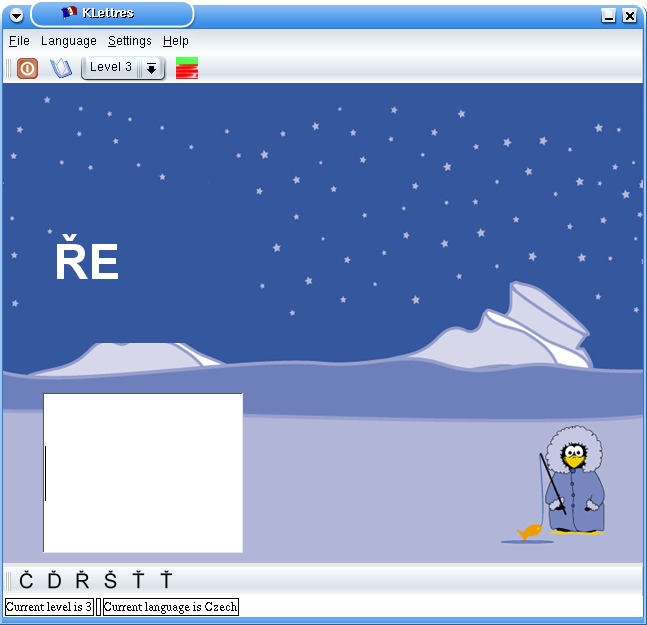 KLettres
File Language Settings Help
Level 3
ŘE
Č Ď Ř Š Ť Ť
Current level is 3 Current language is Czech